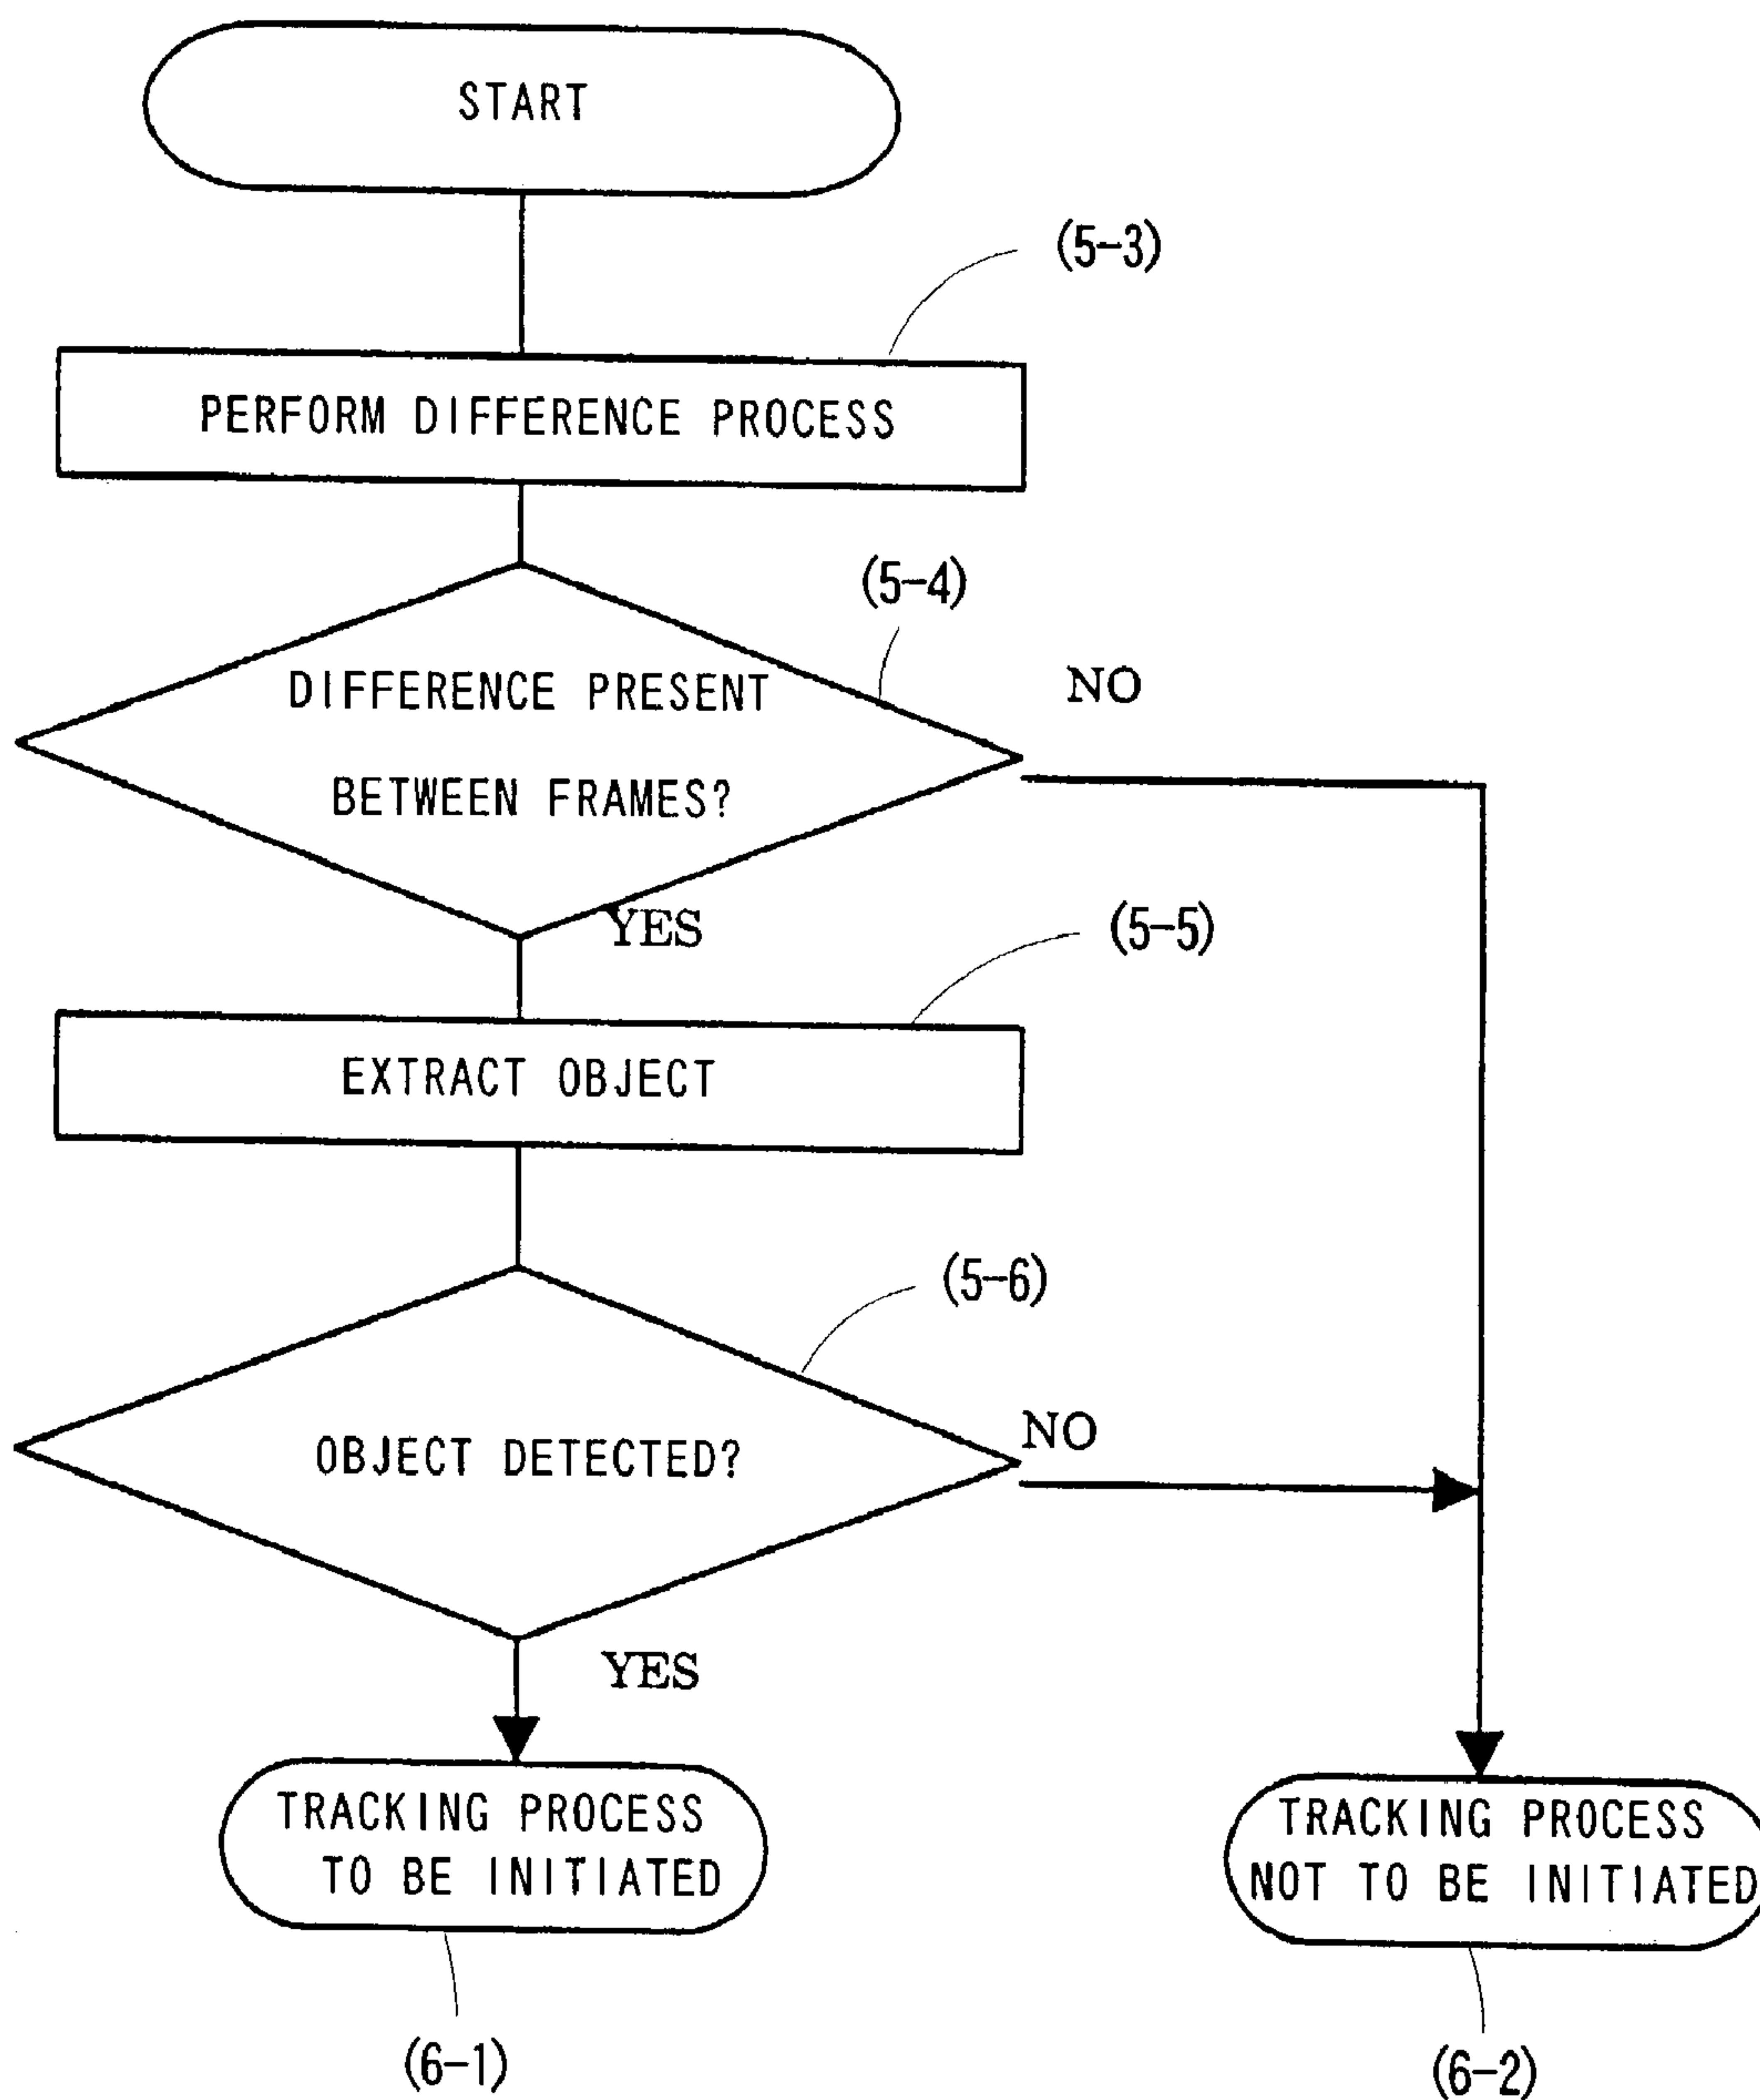 START
(5-3)
PERFORM DIFFERENCE PROCESS
(5-4)
DIFFERENCE PRESENT
BETWEEN FRAMES?
NO
YES
(5-5)
EXTRACT OBJECT
(5-6)
OBJECT DETECTED?
NO
YES
TRACKING PROCESS
TO BE INITIATED
TRACKING PROCESS
NOT TO BE INITIATED
(6-1)
(6-2)